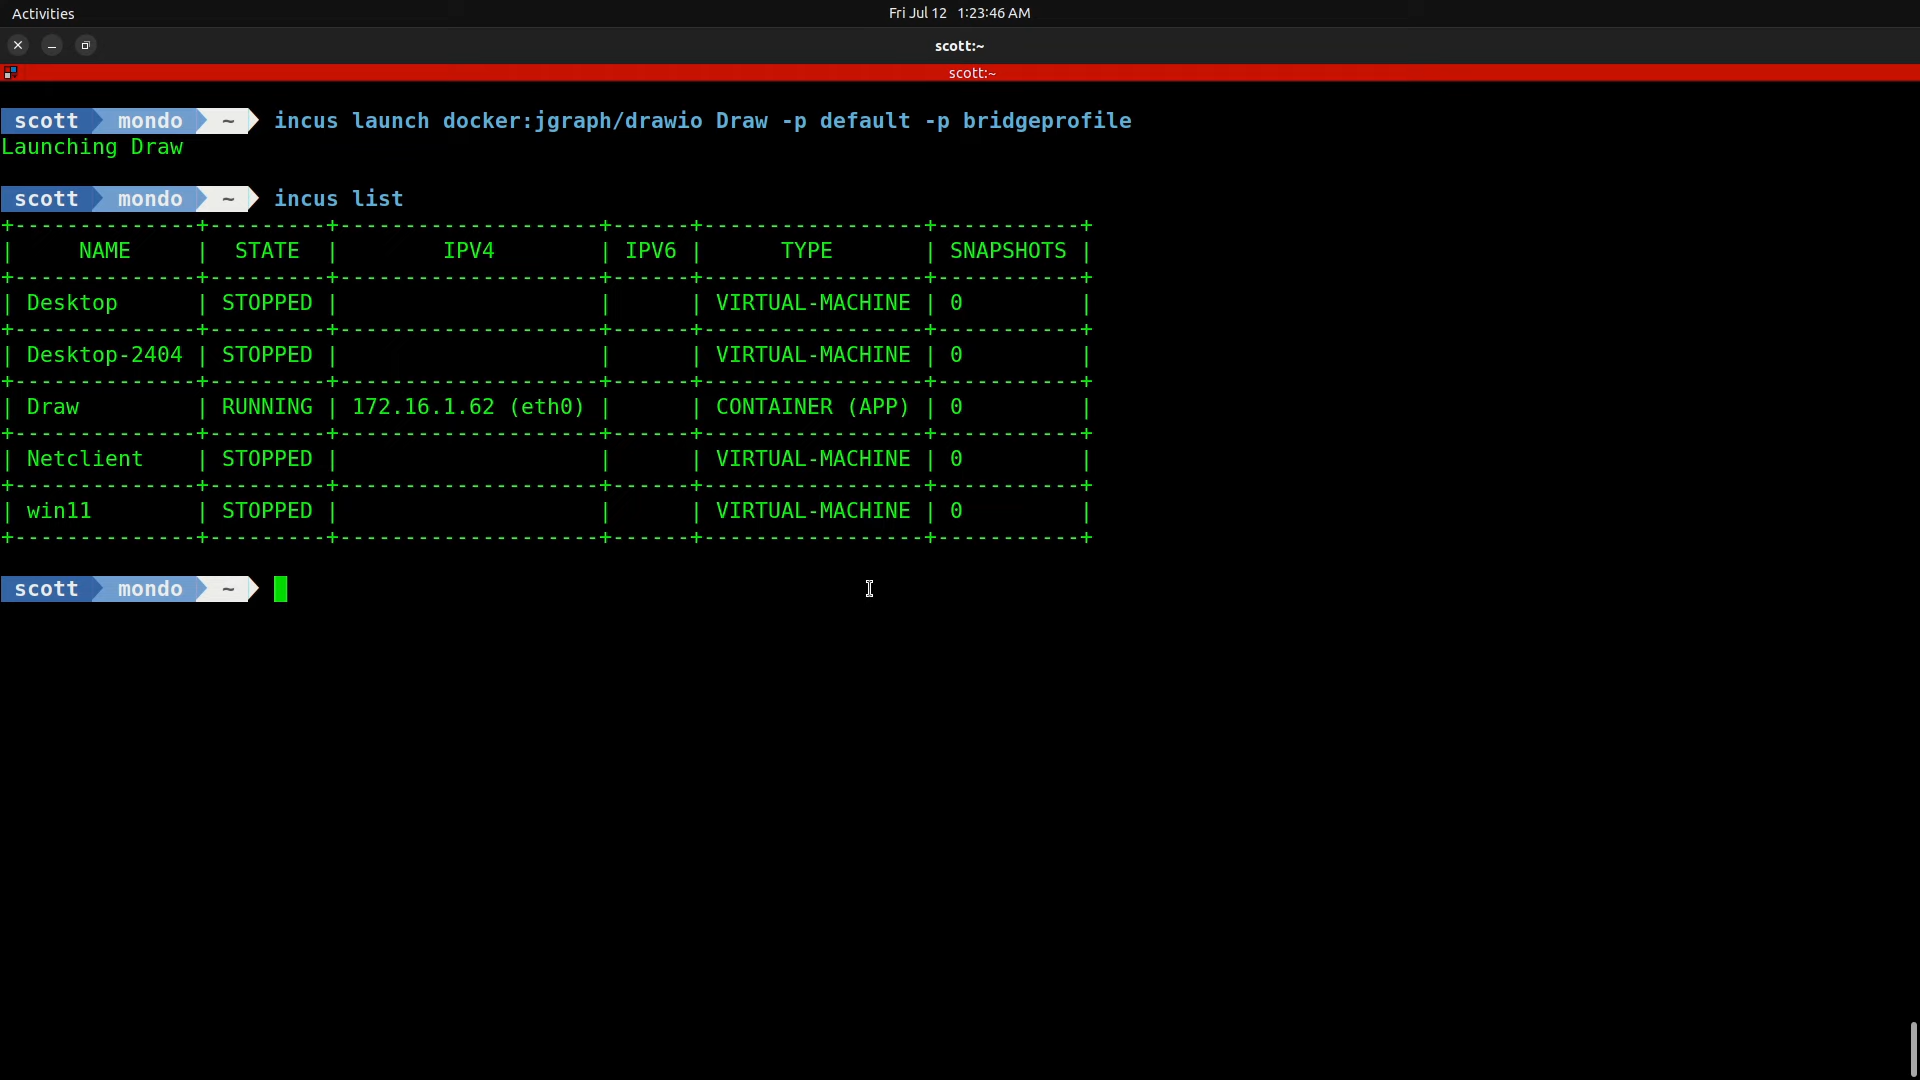 Activities
Fri Jul 12 1:23:46 AM
scott:~
scott:~
scott mondo ~ incus launch docker:jgraph/drawio Draw -p default -p bridgeprofile
Launching Draw
scott mondo ~ incus list
+--------------+---------+--------------------+------+-----------------+-----------+
|     NAME     |  STATE  |        IPV4        | IPV6 |      TYPE       | SNAPSHOTS |
+--------------+---------+--------------------+------+-----------------+-----------+
| Desktop      | STOPPED |                    |      | VIRTUAL-MACHINE | 0         |
+--------------+---------+--------------------+------+-----------------+-----------+
| Desktop-2404 | STOPPED |                    |      | VIRTUAL-MACHINE | 0         |
+--------------+---------+--------------------+------+-----------------+-----------+
| Draw         | RUNNING | 172.16.1.62 (eth0) |      | CONTAINER (APP) | 0         |
+--------------+---------+--------------------+------+-----------------+-----------+
| Netclient    | STOPPED |                    |      | VIRTUAL-MACHINE | 0         |
+--------------+---------+--------------------+------+-----------------+-----------+
| win11        | STOPPED |                    |      | VIRTUAL-MACHINE | 0         |
+--------------+---------+--------------------+------+-----------------+-----------+
scott mondo ~